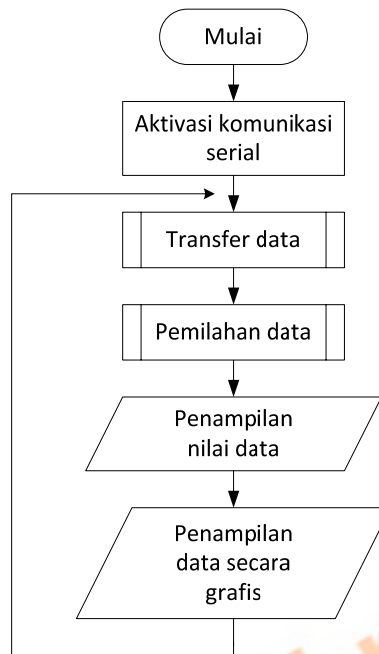 Mulai
Aktivasi komunikasi
serial
Transfer data
Pemilahan data
Penampilan
nilai data
Penampilan
data secara
grafis